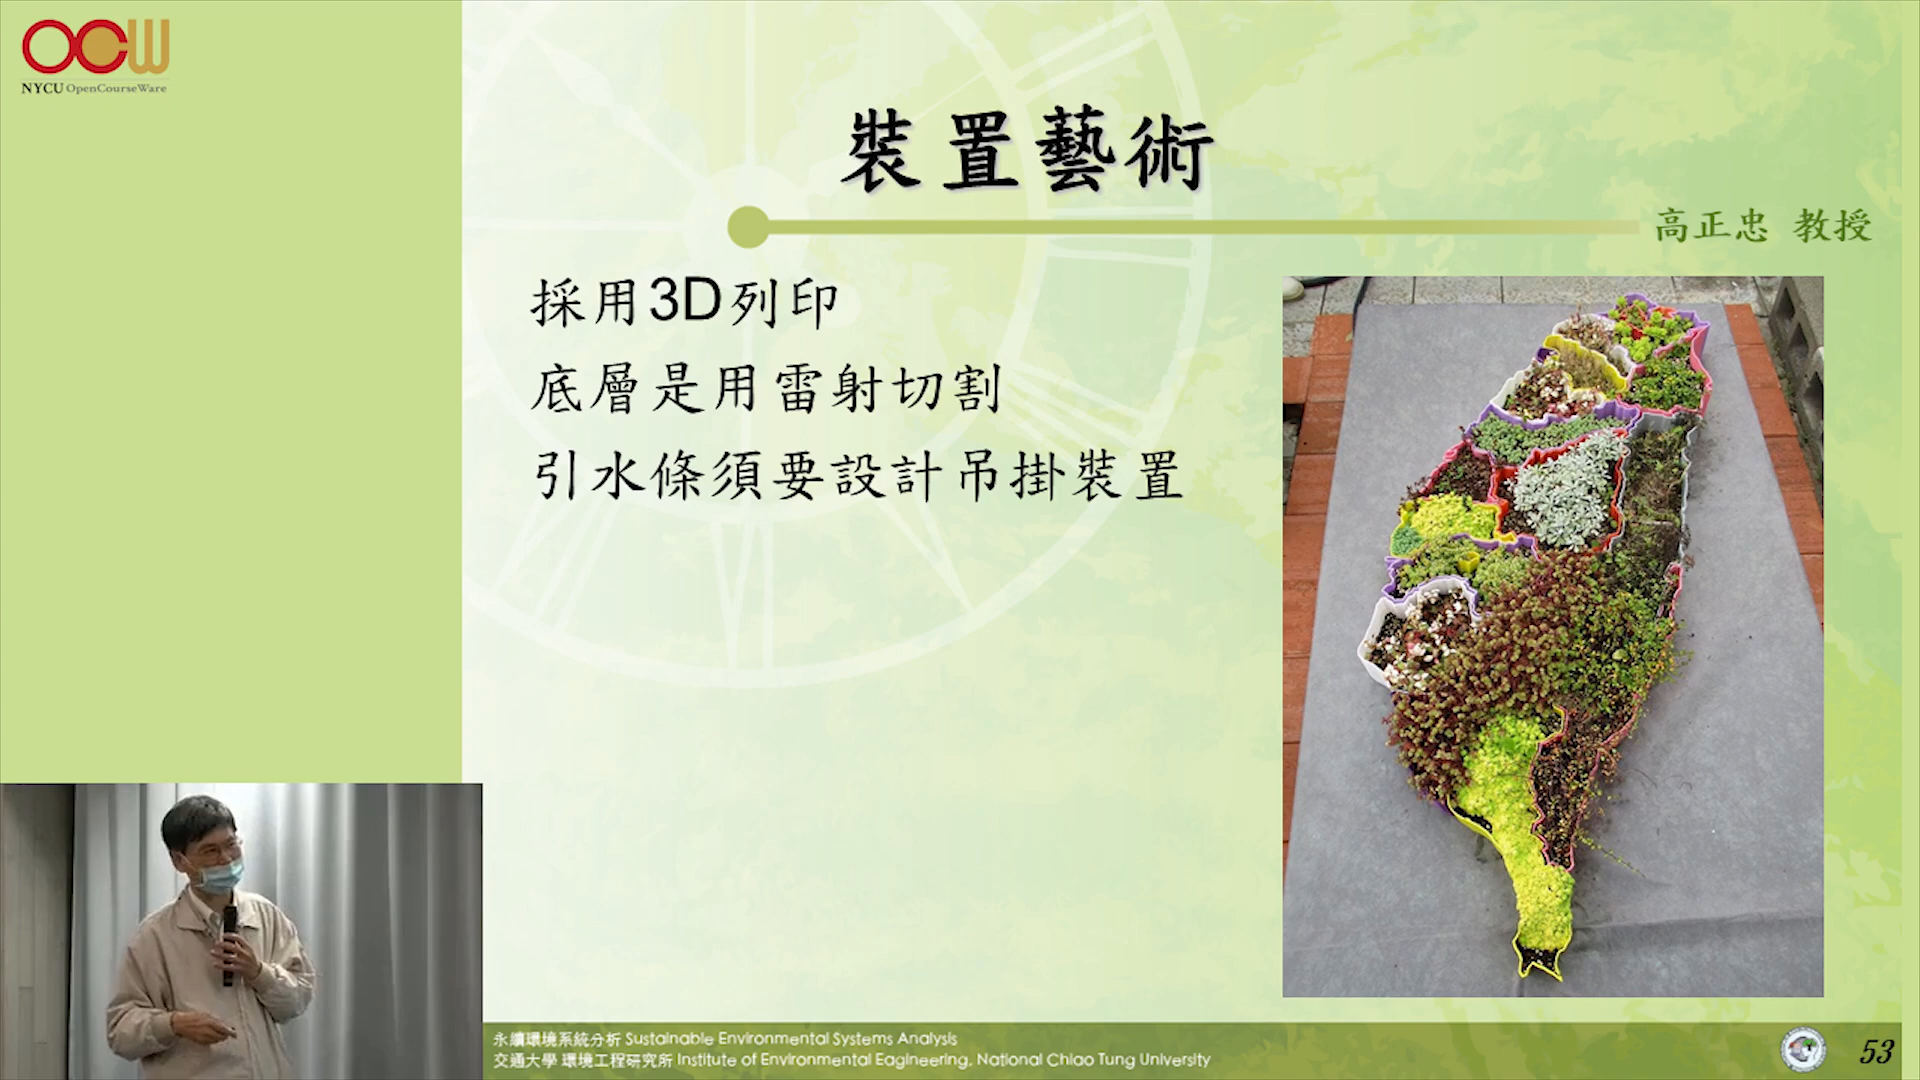 OCW
NYCU OpenCourseWare
裝置藝術
高正忠 教授
採用3D列印
底層是用雷射切割
引水條須要設計吊掛裝置
永續環境系統分析 Sustainable Environmental Systems Analysis
交通大學 環境工程研究所 Institute of Environmental Eagineering, National Chiao Tung University
53